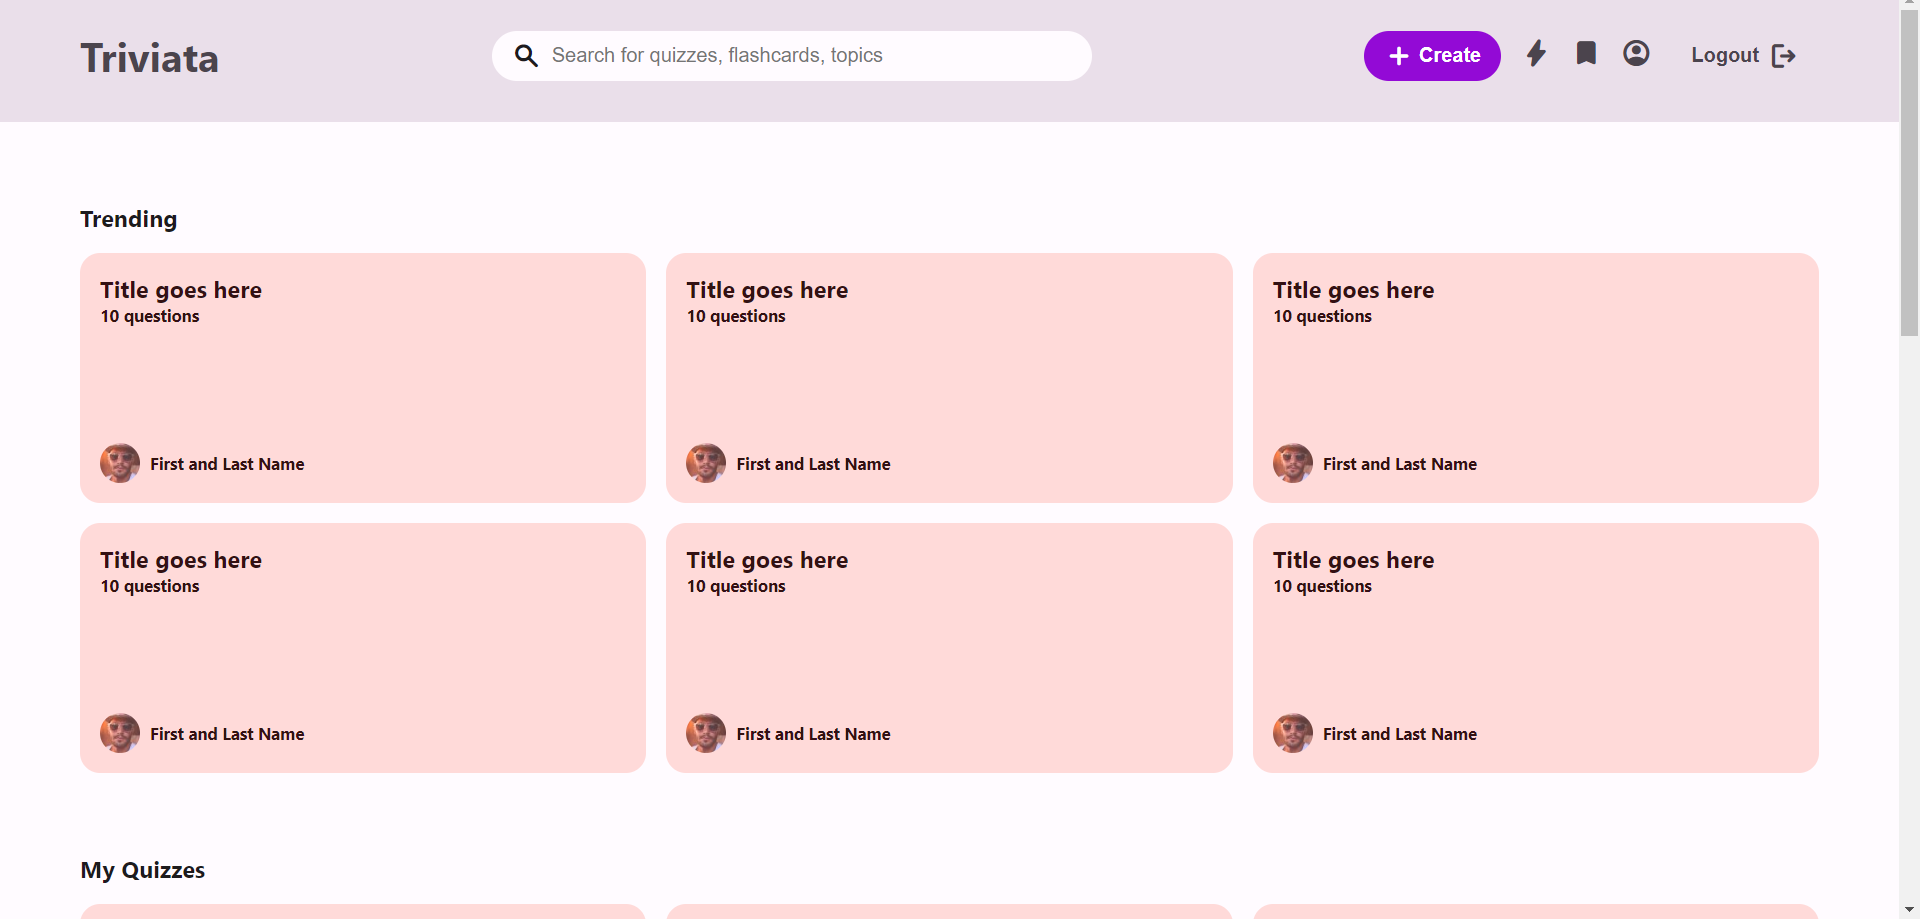 Triviata
Search for quizzes, flashcards, topics
Create
Logout
Trending
Title goes here
10 questions
First and Last Name
Title goes here
10 questions
First and Last Name
Title goes here
10 questions
First and Last Name
Title goes here
10 questions
First and Last Name
Title goes here
10 questions
First and Last Name
Title goes here
10 questions
First and Last Name
My Quizzes